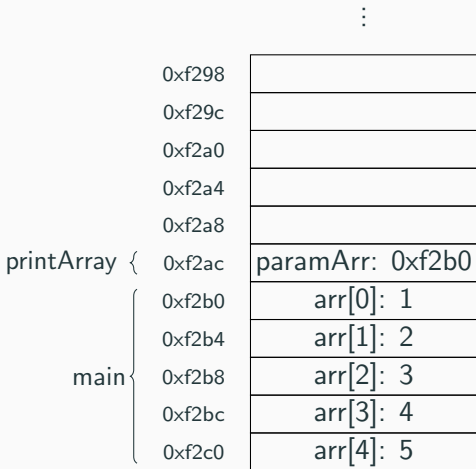 ⋮
0xf298
0xf29c
0xf2a0
0xf2a4
0xf2a8
printArray { 0xf2ac paramArr: 0xf2b0
0xf2b0 arr[0]: 1
0xf2b4 arr[1]: 2
main { 0xf2b8 arr[2]: 3
0xf2bc arr[3]: 4
0xf2c0 arr[4]: 5